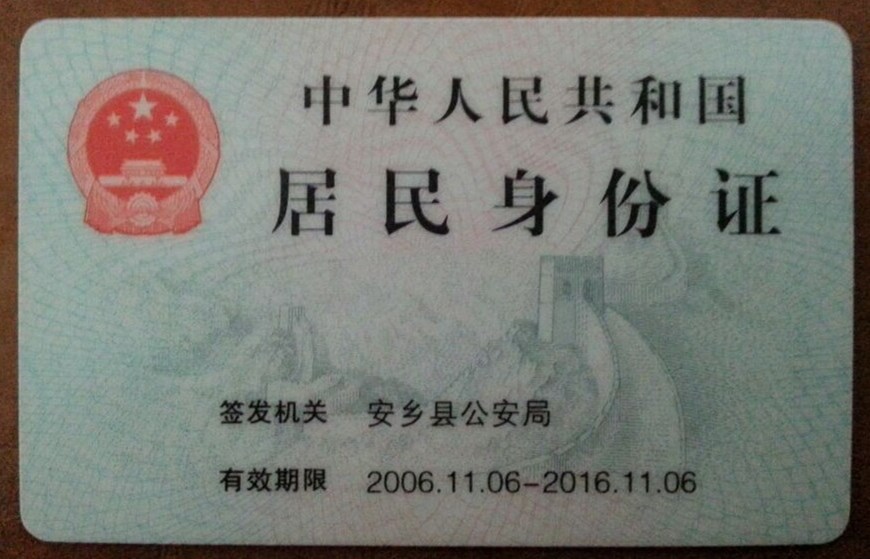 中华人民共和国
居民身份证
签发机关 安乡县公安局
有效期限 2006.11.06-2016.11.06